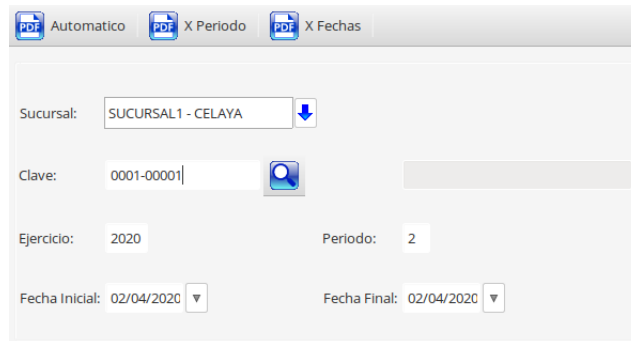 PDF Automatico PDF X Periodo PDF X Fechas
Sucursal: SUCURSAL1 - CELAYA
Clave: 0001-00001
Ejercicio: 2020 Periodo: 2
Fecha Inicial: 02/04/2020 Fecha Final: 02/04/2020